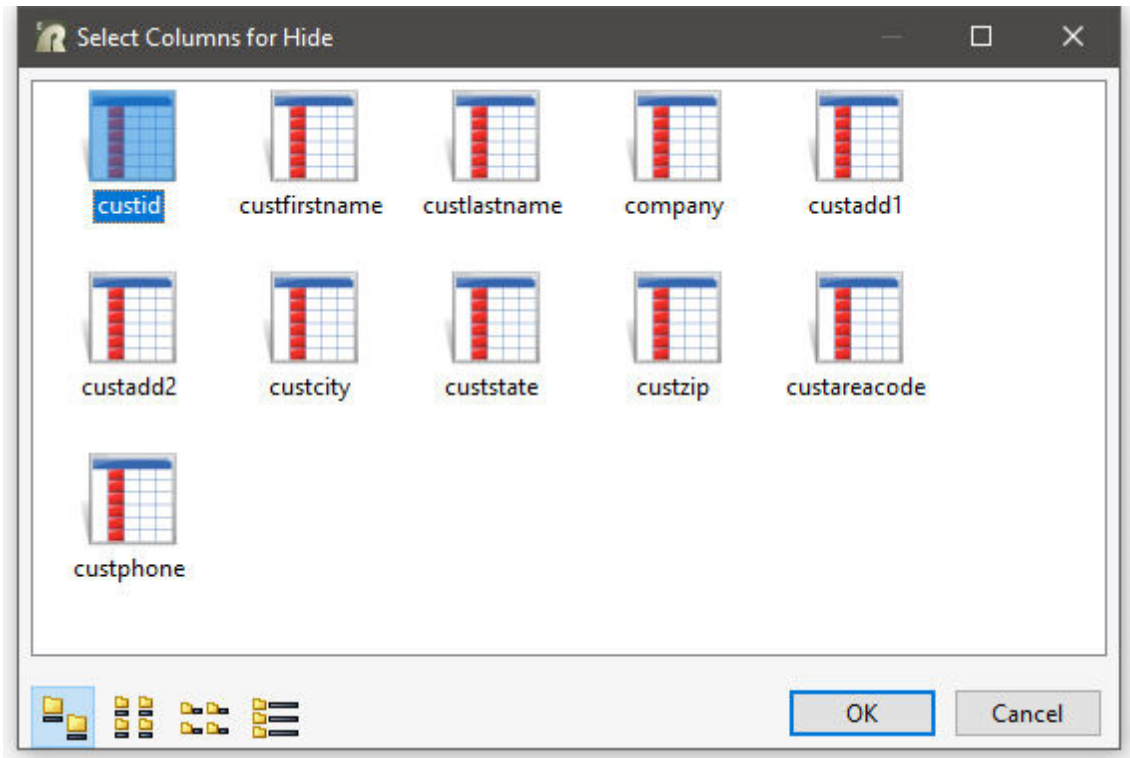 Select Columns for Hide
custid custfirstname custlastname company custadd1
custadd2 custcity custstate custzip custareacode
custphone
OK Cancel